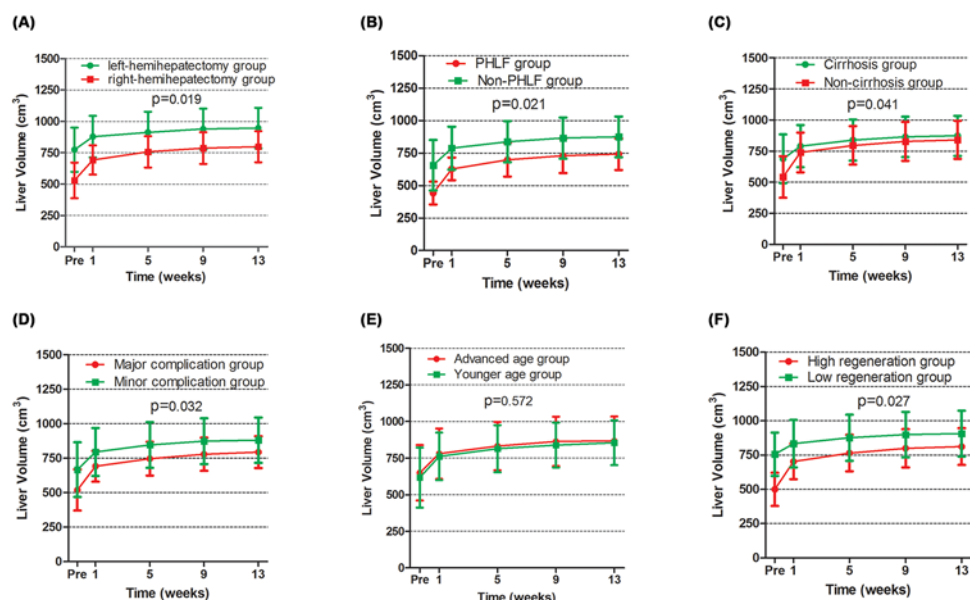 (A)
left-hemihepatectomy group
right-hemihepatectomy group
p=0.019
Liver Volume (cm³)
1500
1250
1000
750
500
250
0
Pre 1 5 9 13
Time (weeks)
(B)
PHLF group
Non-PHLF group
p=0.021
Liver Volume (cm³)
1500
1250
1000
750
500
250
0
Pre 1 5 9 13
Time (weeks)
(C)
Cirrhosis group
Non-cirrhosis group
p=0.041
Liver Volume (cm³)
1500
1250
1000
750
500
250
0
Pre 1 5 9 13
Time (weeks)
(D)
Major complication group
Minor complication group
p=0.032
Liver Volume (cm³)
1500
1250
1000
750
500
250
0
Pre 1 5 9 13
Time (weeks)
(E)
Advanced age group
Younger age group
p=0.572
Liver Volume (cm³)
1500
1250
1000
750
500
250
0
Pre 1 5 9 13
Time (weeks)
(F)
High regeneration group
Low regeneration group
p=0.027
Liver Volume (cm³)
1500
1250
1000
750
500
250
0
Pre 1 5 9 13
Time (weeks)